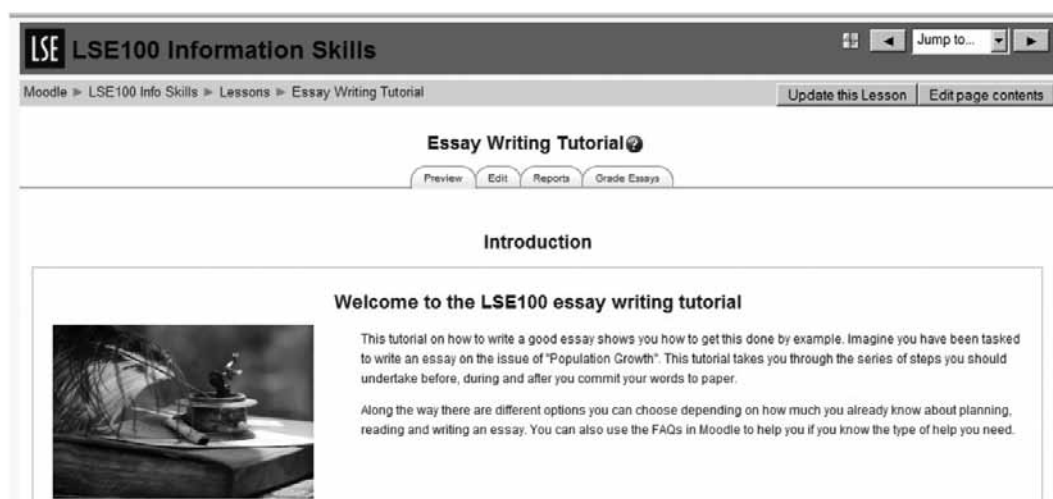 LSE LSE100 Information Skills
Jump to...
Moodle ► LSE100 Info Skills ► Lessons ► Essay Writing Tutorial
Update this Lesson Edit page contents
Essay Writing Tutorial
Preview Edit Reports Grade Essays
Introduction
Welcome to the LSE100 essay writing tutorial
This tutorial on how to write a good essay shows you how to get this done by example. Imagine you have been tasked
to write an essay on the issue of "Population Growth". This tutorial takes you through the series of steps you should
undertake before, during and after you commit your words to paper.
Along the way there are different options you can choose depending on how much you already know about planning,
reading and writing an essay. You can also use the FAQs in Moodle to help you if you know the type of help you need.